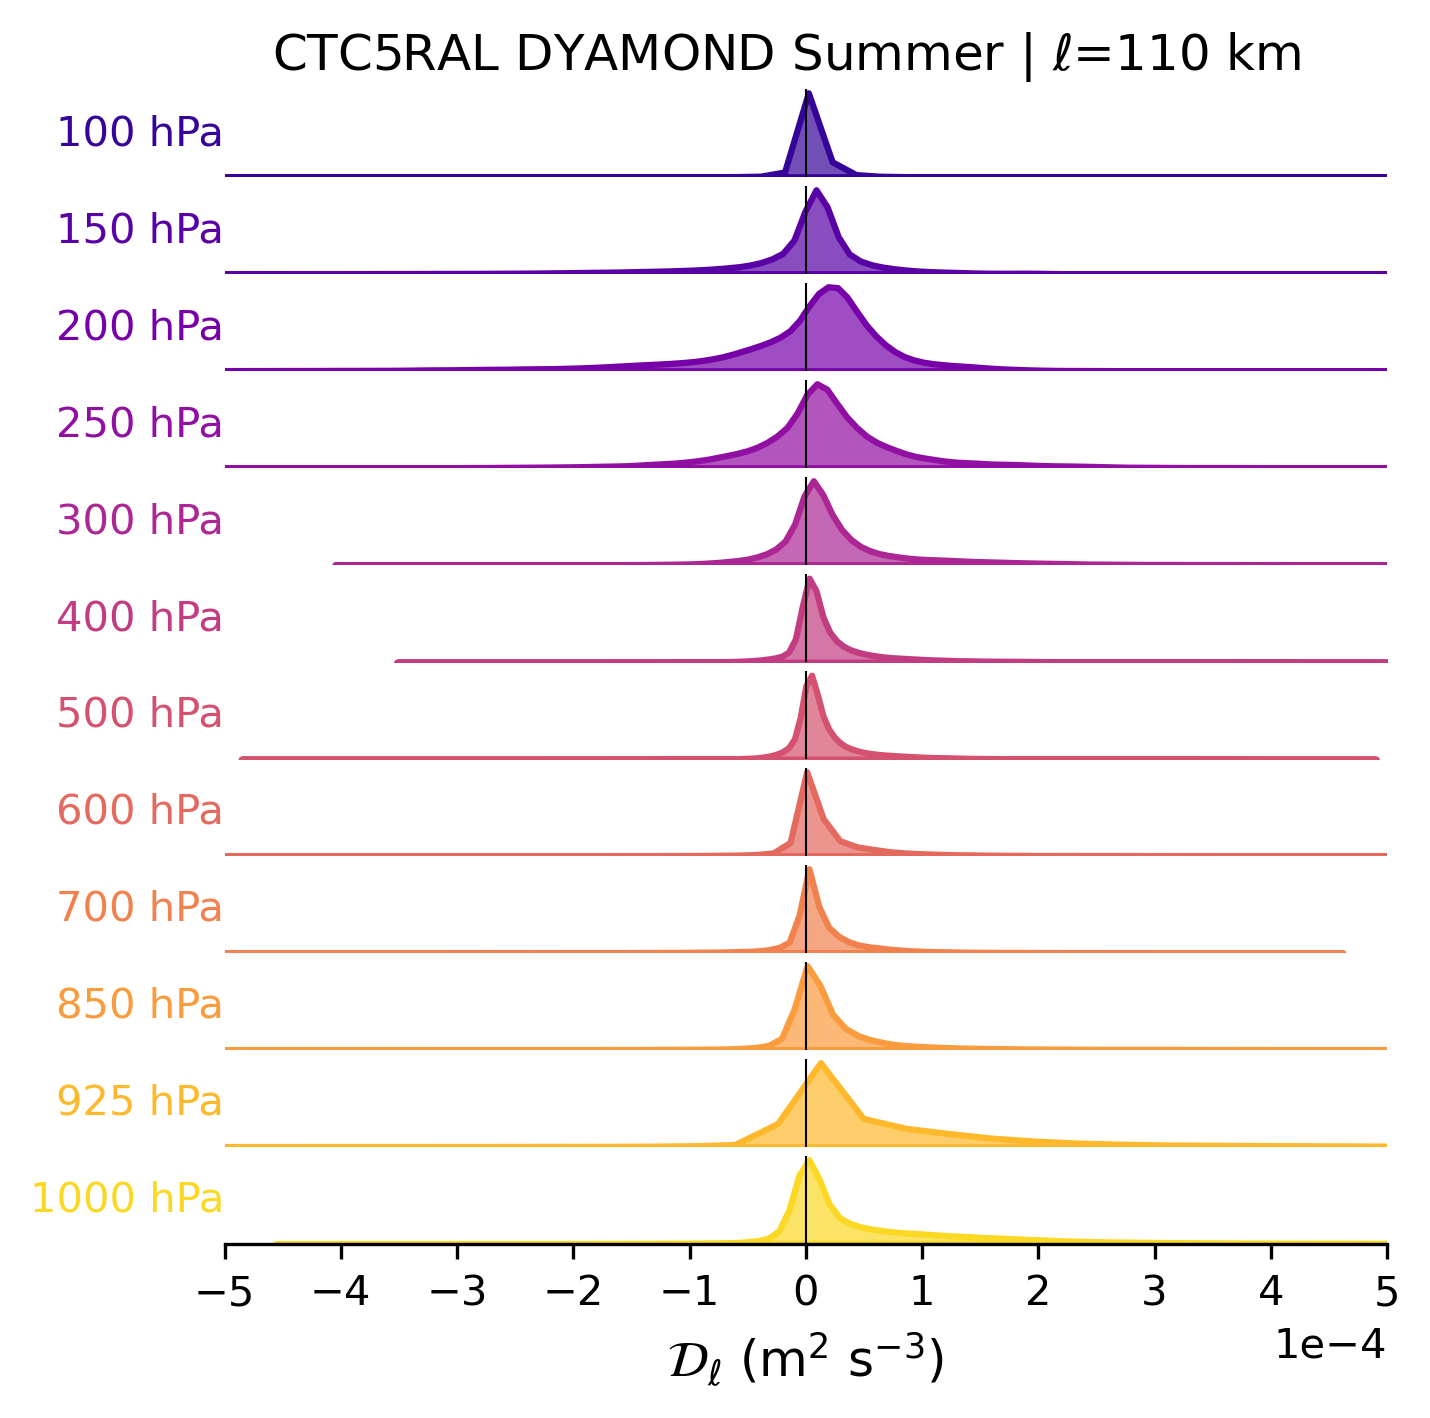 CTC5RAL DYAMOND Summer | ℓ=110 km
100 hPa
150 hPa
200 hPa
250 hPa
300 hPa
400 hPa
500 hPa
600 hPa
700 hPa
850 hPa
925 hPa
1000 hPa
−5 −4 −3 −2 −1 0 1 2 3 4 5
1e−4
𝒟ℓ (m² s⁻³)